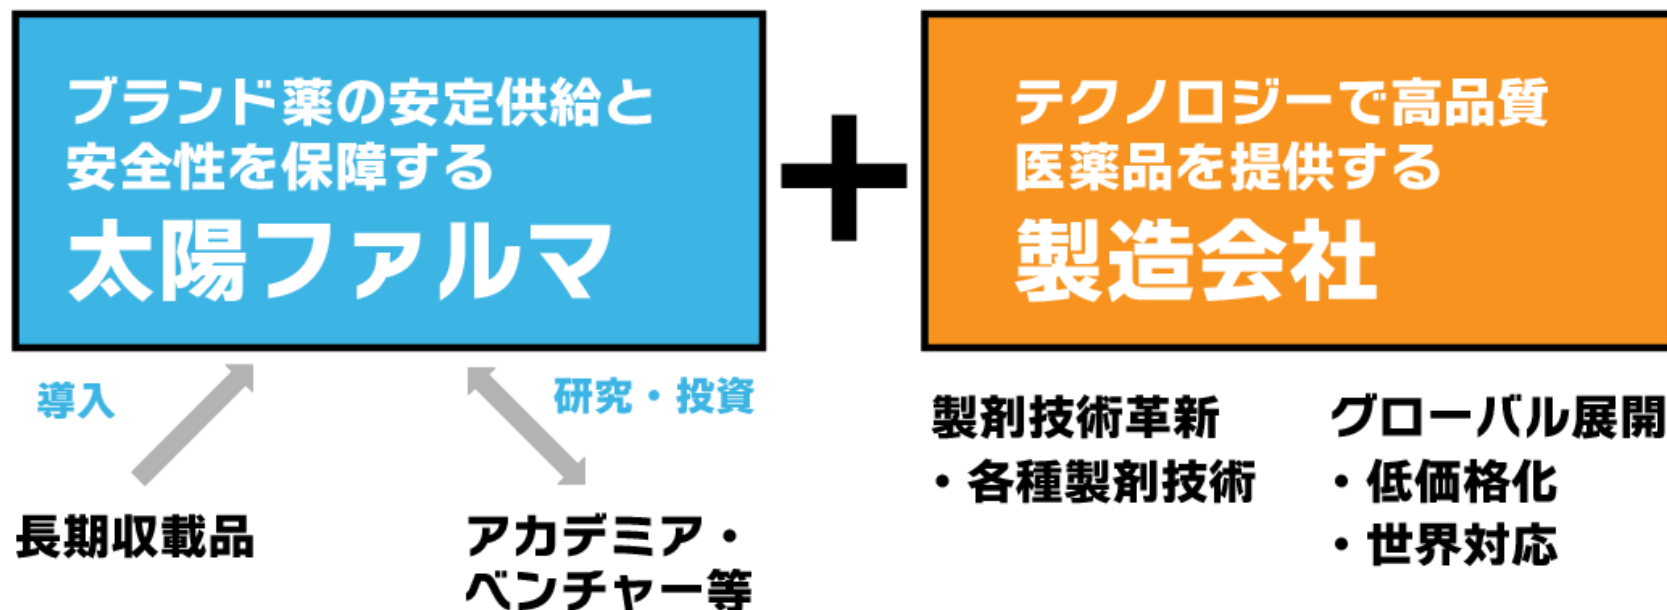 ブランド薬の安定供給と
安全性を保障する
太陽ファルマ
テクノロジーで高品質
医薬品を提供する
製造会社
導入
研究・投資
長期収載品
アカデミア・
ベンチャー等
製剤技術革新
・各種製剤技術
グローバル展開
・低価格化
・世界対応